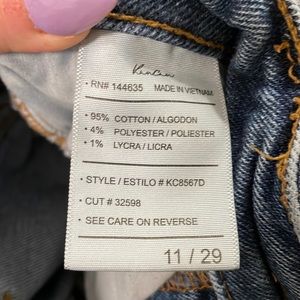 KanCan
• RN# 144635 MADE IN VIETNAM
• 95% COTTON / ALGODON
• 4% POLYESTER / POLIESTER
• 1% LYCRA / LICRA
• STYLE / ESTILO # KC8567D
• CUT # 32598
• SEE CARE ON REVERSE
11 / 29